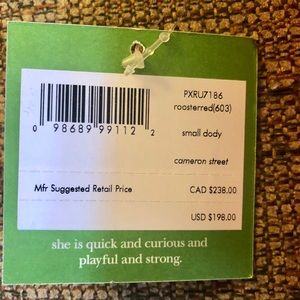 PXRU7186
roosterred(603)
0 98689 99112 2
small dody
cameron street
Mfr Suggested Retail Price CAD $238.00
USD $198.00
she is quick and curious and
playful and strong.